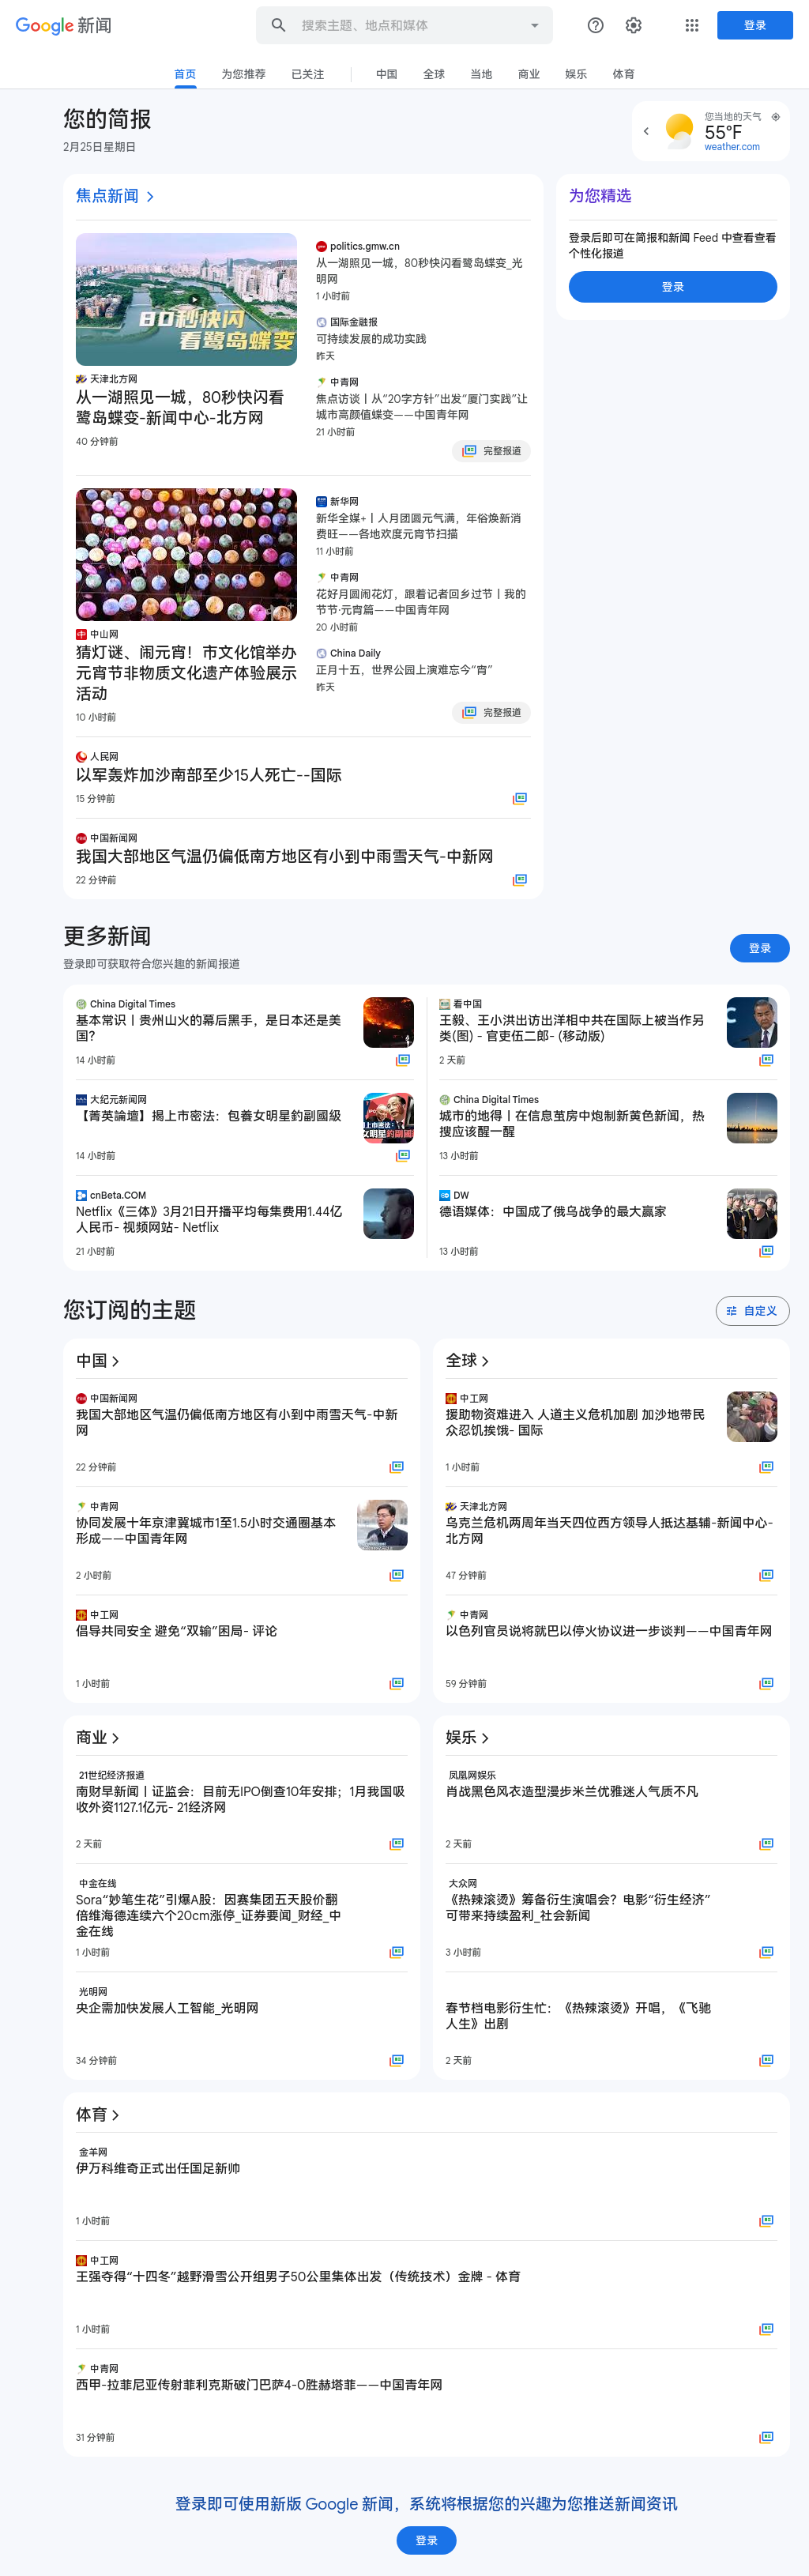 Google 新闻
搜索主题、地点和媒体
登录
首页
为您推荐
已关注
中国
全球
当地
商业
娱乐
体育
您的简报
2月25日星期日
您当地的天气
55°F
weather.com
焦点新闻
80秒快闪
看鹭岛蝶变
天津北方网
从一湖照见一城，80秒快闪看
鹭岛蝶变-新闻中心-北方网
40 分钟前
politics.gmw.cn
从一湖照见一城，80秒快闪看鹭岛蝶变_光
明网
1 小时前
国际金融报
可持续发展的成功实践
昨天
中青网
焦点访谈丨从“20字方针”出发“厦门实践”让
城市高颜值蝶变——中国青年网
21 小时前
完整报道
中山网
猜灯谜、闹元宵！市文化馆举办
元宵节非物质文化遗产体验展示
活动
10 小时前
新华网
新华全媒+丨人月团圆元气满，年俗焕新消
费旺——各地欢度元宵节扫描
11 小时前
中青网
花好月圆闹花灯，跟着记者回乡过节丨我的
节节·元宵篇——中国青年网
20 小时前
China Daily
正月十五，世界公园上演难忘今“宵”
昨天
完整报道
人民网
以军轰炸加沙南部至少15人死亡--国际
15 分钟前
中国新闻网
我国大部地区气温仍偏低南方地区有小到中雨雪天气-中新网
22 分钟前
为您精选
登录后即可在简报和新闻 Feed 中查看查看
个性化报道
登录
更多新闻
登录即可获取符合您兴趣的新闻报道
登录
China Digital Times
基本常识丨贵州山火的幕后黑手，是日本还是美
国？
14 小时前
大纪元新闻网
【菁英論壇】揭上市密法：包養女明星釣副國級
14 小时前
cnBeta.COM
Netflix《三体》3月21日开播平均每集费用1.44亿
人民币- 视频网站- Netflix
21 小时前
看中国
王毅、王小洪出访出洋相中共在国际上被当作另
类(图) - 官吏伍二郎- (移动版)
2 天前
China Digital Times
城市的地得丨在信息茧房中炮制新黄色新闻，热
搜应该醒一醒
13 小时前
DW
德语媒体：中国成了俄乌战争的最大赢家
13 小时前
您订阅的主题
自定义
中国
中国新闻网
我国大部地区气温仍偏低南方地区有小到中雨雪天气-中新
网
22 分钟前
中青网
协同发展十年京津冀城市1至1.5小时交通圈基本
形成——中国青年网
2 小时前
中工网
倡导共同安全 避免“双输”困局- 评论
1 小时前
全球
中工网
援助物资难进入 人道主义危机加剧 加沙地带民
众忍饥挨饿- 国际
1 小时前
天津北方网
乌克兰危机两周年当天四位西方领导人抵达基辅-新闻中心-
北方网
47 分钟前
中青网
以色列官员说将就巴以停火协议进一步谈判——中国青年网
59 分钟前
商业
21世纪经济报道
南财早新闻丨证监会：目前无IPO倒查10年安排；1月我国吸
收外资1127.1亿元- 21经济网
2 天前
中金在线
Sora“妙笔生花”引爆A股：因赛集团五天股价翻
倍维海德连续六个20cm涨停_证券要闻_财经_中
金在线
1 小时前
光明网
央企需加快发展人工智能_光明网
34 分钟前
娱乐
凤凰网娱乐
肖战黑色风衣造型漫步米兰优雅迷人气质不凡
2 天前
大众网
《热辣滚烫》筹备衍生演唱会？电影“衍生经济”
可带来持续盈利_社会新闻
3 小时前
春节档电影衍生忙：《热辣滚烫》开唱，《飞驰
人生》出剧
2 天前
体育
金羊网
伊万科维奇正式出任国足新帅
1 小时前
中工网
王强夺得“十四冬”越野滑雪公开组男子50公里集体出发（传统技术）金牌 - 体育
1 小时前
中青网
西甲-拉菲尼亚传射菲利克斯破门巴萨4-0胜赫塔菲——中国青年网
31 分钟前
登录即可使用新版 Google 新闻，系统将根据您的兴趣为您推送新闻资讯
登录